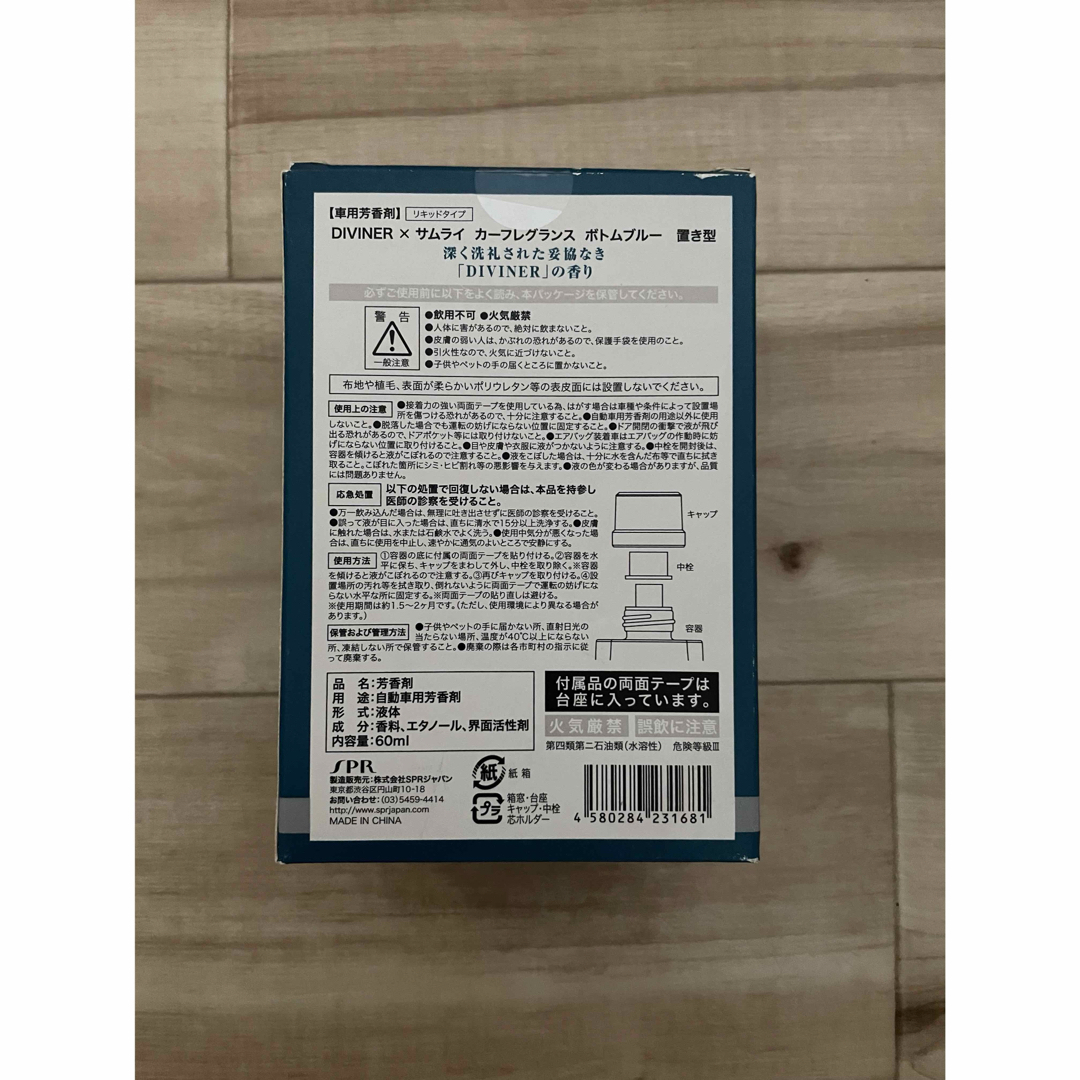 【車用芳香剤】 リキッドタイプ
DIVINER × サムライ カーフレグランス ボトムブルー 置き型
深く洗礼された妥協なき
「DIVINER」の香り
必ずご使用前に以下をよく読み、本パッケージを保管してください。
警告
一般注意
●飲用不可 ●火気厳禁
●人体に害があるので、絶対に飲まないこと。
●皮膚の弱い人は、かぶれの恐れがあるので、保護手袋を使用のこと。
●引火性なので、火気に近づけないこと。
●子供やペットの手の届くところに置かないこと。
布地や植毛、表面が柔らかいポリウレタン等の表皮面には設置しないでください。
使用上の注意 ●接着力の強い両面テープを使用している為、はがす場合は車種や条件によって設置場
所を傷つける恐れがあるので、十分に注意すること。●自動車用芳香剤の用途以外に使用
しないこと。●脱落した場合でも運転の妨げにならない位置に固定すること。●ドア開閉の衝撃で液が飛び
出る恐れがあるので、ドアポケット等には取り付けないこと。●エアバッグ装着車はエアバッグの作動時に妨
げにならない位置に取り付けること。●目や皮膚や衣服に液がつかないように注意する。●中栓を開封後は、
容器を傾けると液がこぼれるので注意すること。●液をこぼした場合は、十分に水を含んだ布等で直ちに拭き
取ること。こぼれた箇所にシミ・ヒビ割れ等の悪影響を与えます。●液の色が変わる場合がありますが、品質
には問題ありません。
応急処置 以下の処置で回復しない場合は、本品を持参し
医師の診察を受けること。
●万一飲み込んだ場合は、無理に吐き出させずに医師の診察を受けること。
●誤って液が目に入った場合は、直ちに清水で15分以上洗浄する。●皮膚
に触れた場合は、水または石鹸水でよく洗う。●使用中気分が悪くなった場
合は、直ちに使用を中止し、速やかに通気のよいところで安静にする。
使用方法 ①容器の底に付属の両面テープを貼り付ける。②容器を水
平に保ち、キャップをまわして外し、中栓を取り除く。※容器
を傾けると液がこぼれるので注意する。③再びキャップを取り付ける。④設
置場所の汚れ等を拭き取り、倒れないように両面テープで運転の妨げにな
らない水平な所に固定する。※両面テープの貼り直しは避ける。
※使用期間は約1.5〜2ヶ月です。(ただし、使用環境により異なる場合が
あります。)
保管および管理方法 ●子供やペットの手に届かない所、直射日光の
当たらない場所、温度が40℃以上にならない
所、凍結しない所で保管すること。●廃棄の際は各市町村の指示に従
って廃棄する。
キャップ
中栓
容器
品 名:芳香剤
用 途:自動車用芳香剤
形 式:液体
成 分:香料、エタノール、界面活性剤
内容量:60ml
付属品の両面テープは
台座に入っています。
火気厳禁 誤飲に注意
第四類第二石油類(水溶性) 危険等級Ⅲ
SPR
製造販売元:株式会社SPRジャパン
東京都渋谷区円山町10-18
お問い合わせ:(03)5459-4414
http://www.sprjapan.com
MADE IN CHINA
紙 紙箱
プラ 箱窓・台座
キャップ・中栓
芯ホルダー
4 580284 231681